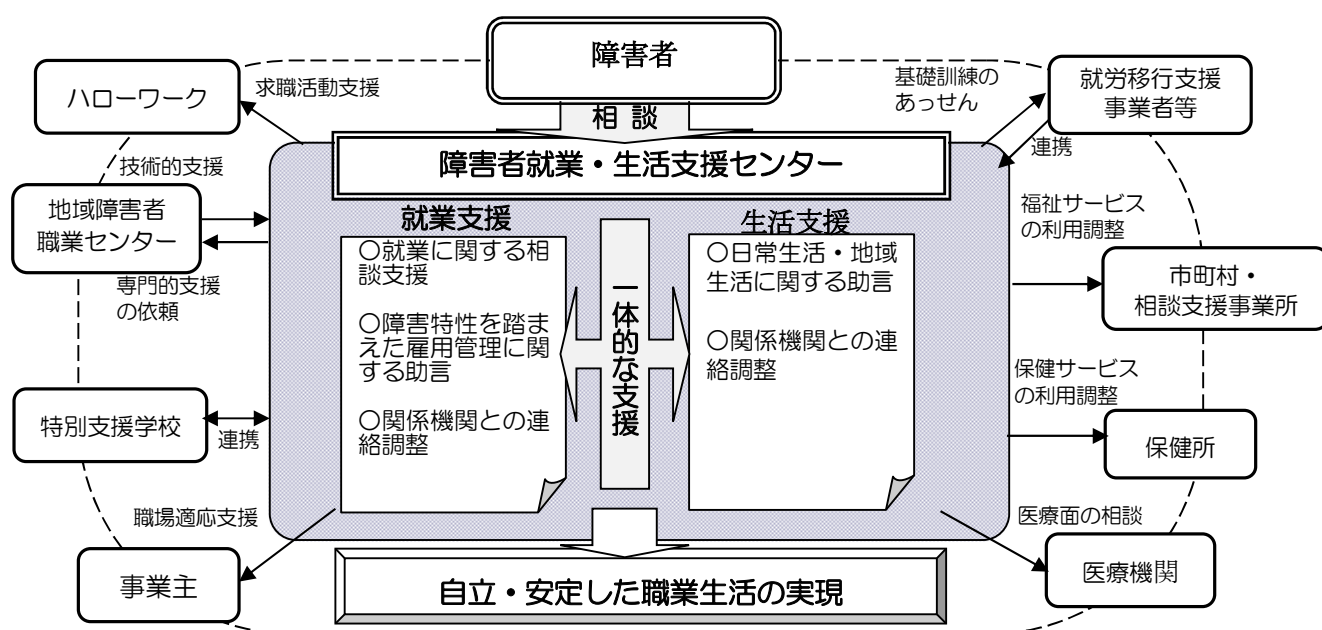 障害者
相 談
障害者就業・生活支援センター
ハローワーク
求職活動支援
技術的支援
地域障害者
職業センター
専門的支援
の依頼
特別支援学校
連携
職場適応支援
事業主
就業支援
〇就業に関する相
談支援
〇障害特性を踏ま
えた雇用管理に関
する助言
〇関係機関との連
絡調整
一体的な支援
生活支援
〇日常生活・地域
生活に関する助言
〇関係機関との連
絡調整
基礎訓練の
あっせん
就労移行支援
事業者等
連携
福祉サービス
の利用調整
市町村・
相談支援事業所
保健サービス
の利用調整
保健所
医療面の相談
医療機関
自立・安定した職業生活の実現